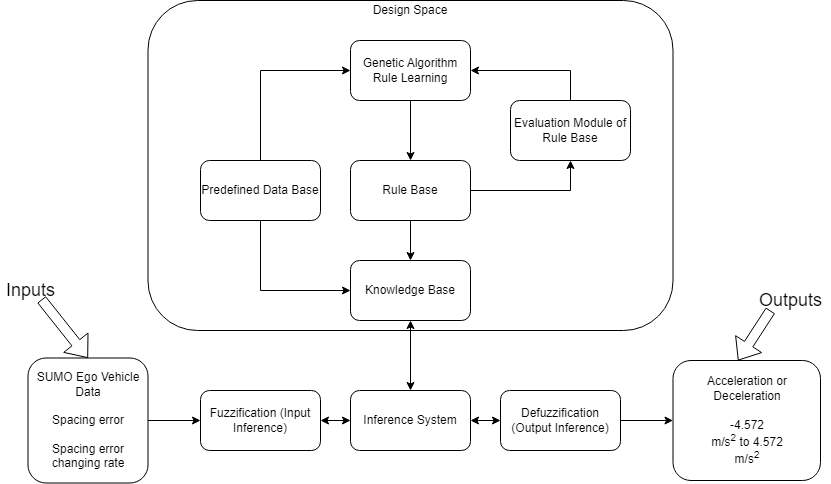 Design Space
Genetic Algorithm
Rule Learning
Evaluation Module of
Rule Base
Predefined Data Base
Rule Base
Knowledge Base
Inputs
Outputs
SUMO Ego Vehicle
Data
Spacing error
Spacing error
changing rate
Fuzzification (Input
Inference)
Inference System
Defuzzification
(Output Inference)
Acceleration or
Deceleration
-4.572
m/s² to 4.572
m/s²